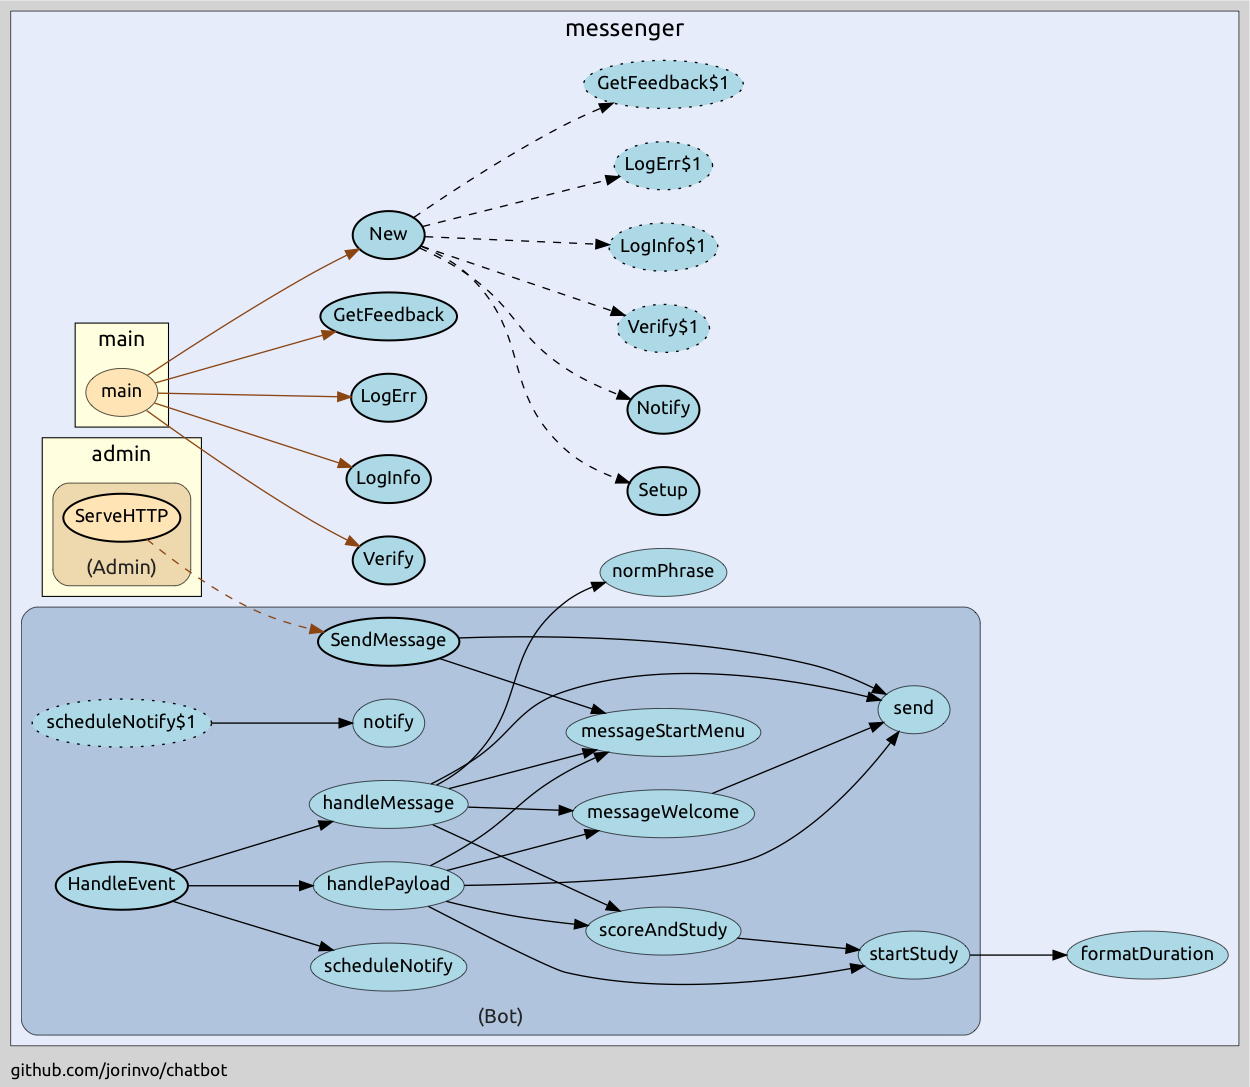 messenger
GetFeedback$1
LogErr$1
New
LogInfo$1
GetFeedback
Verify$1
main
main
LogErr
Notify
admin
LogInfo
Setup
ServeHTTP
(Admin)
Verify
normPhrase
SendMessage
send
scheduleNotify$1
notify
messageStartMenu
handleMessage
messageWelcome
HandleEvent
handlePayload
scoreAndStudy
startStudy
formatDuration
scheduleNotify
(Bot)
github.com/jorinvo/chatbot